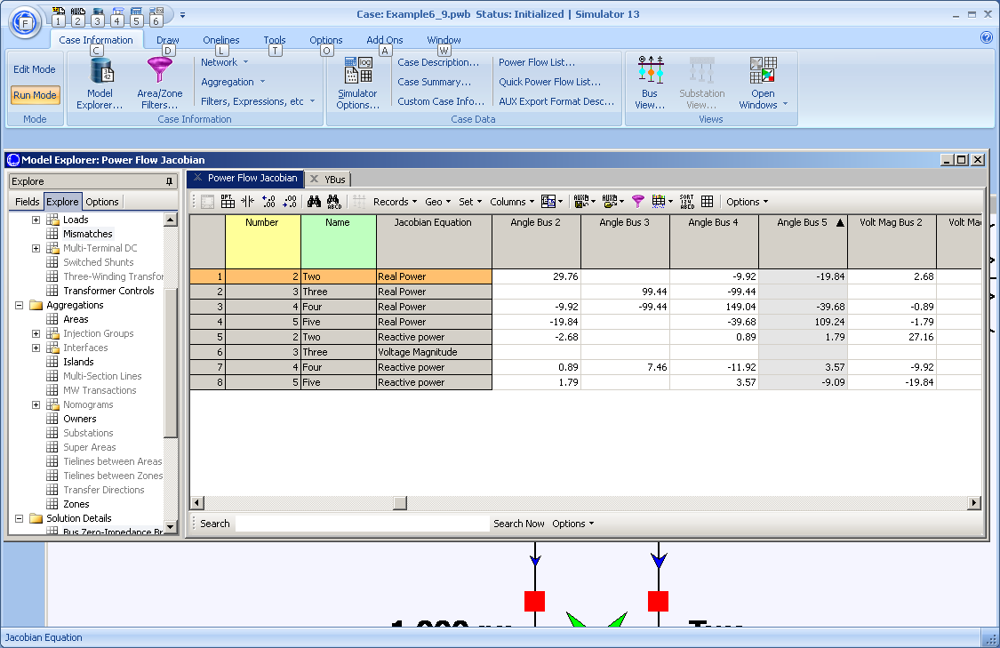 Case: Example6_9.pwb Status: Initialized | Simulator 13
1 2 3 4 5 6
F
Case Information Draw Onelines Tools Options Add Ons Window
C D L T O A W
Edit Mode
Run Mode
Mode
Model Explorer...
Area/Zone Filters...
Network
Aggregation
Filters, Expressions, etc
Case Information
Simulator Options...
Case Description...
Case Summary...
Custom Case Info...
Power Flow List...
Quick Power Flow List...
AUX Export Format Desc...
Case Data
Bus View...
Substation View...
Open Windows
Views
Model Explorer: Power Flow Jacobian
Explore
Fields Explore Options
Loads
Mismatches
Multi-Terminal DC
Switched Shunts
Three-Winding Transfor
Transformer Controls
Aggregations
Areas
Injection Groups
Interfaces
Islands
Multi-Section Lines
MW Transactions
Nomograms
Owners
Substations
Super Areas
Tielines between Areas
Tielines between Zones
Transfer Directions
Zones
Solution Details
Bus Zero-Impedance Br
Power Flow Jacobian YBus
Records Geo Set Columns Options
Number Name Jacobian Equation Angle Bus 2 Angle Bus 3 Angle Bus 4 Angle Bus 5 Volt Mag Bus 2 Volt Mag
1 2 Two Real Power 29.76 -9.92 -19.84 2.68
2 3 Three Real Power 99.44 -99.44
3 4 Four Real Power -9.92 -99.44 149.04 -39.68 -0.89
4 5 Five Real Power -19.84 -39.68 109.24 -1.79
5 2 Two Reactive power -2.68 0.89 1.79 27.16
6 3 Three Voltage Magnitude
7 4 Four Reactive power 0.89 7.46 -11.92 3.57 -9.92
8 5 Five Reactive power 1.79 3.57 -9.09 -19.84
Search Search Now Options
Jacobian Equation